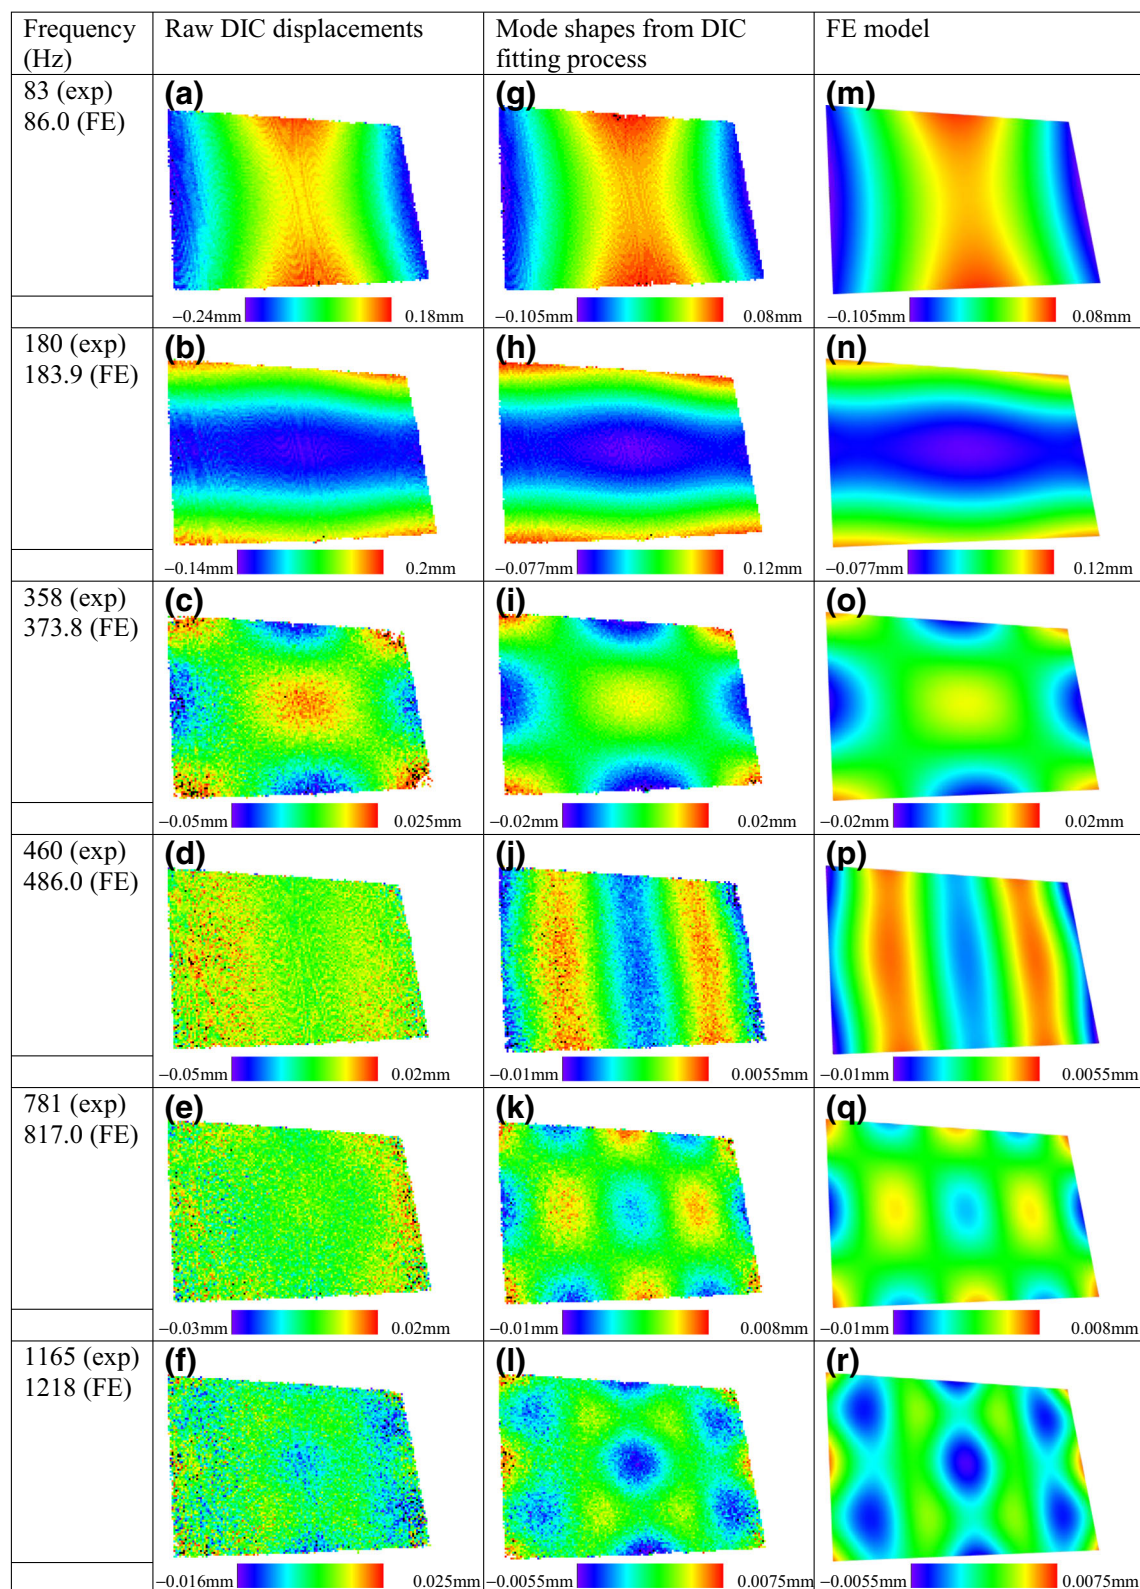 Frequency (Hz) Raw DIC displacements Mode shapes from DIC fitting process FE model
83 (exp)
86.0 (FE)
(a) (g) (m)
−0.24mm 0.18mm −0.105mm 0.08mm −0.105mm 0.08mm
180 (exp)
183.9 (FE)
(b) (h) (n)
−0.14mm 0.2mm −0.077mm 0.12mm −0.077mm 0.12mm
358 (exp)
373.8 (FE)
(c) (i) (o)
−0.05mm 0.025mm −0.02mm 0.02mm −0.02mm 0.02mm
460 (exp)
486.0 (FE)
(d) (j) (p)
−0.05mm 0.02mm −0.01mm 0.0055mm −0.01mm 0.0055mm
781 (exp)
817.0 (FE)
(e) (k) (q)
−0.03mm 0.02mm −0.01mm 0.008mm −0.01mm 0.008mm
1165 (exp)
1218 (FE)
(f) (l) (r)
−0.016mm 0.025mm −0.0055mm 0.0075mm −0.0055mm 0.0075mm